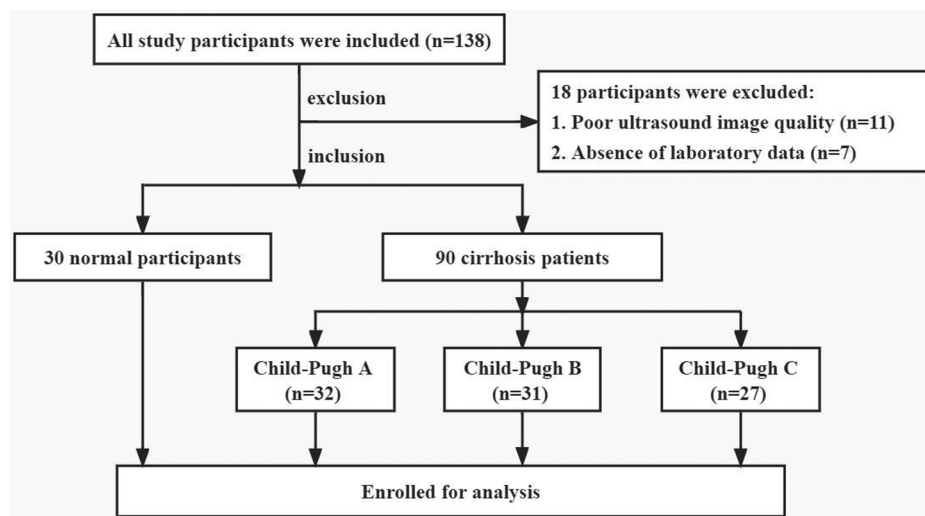 All study participants were included (n=138)
exclusion
18 participants were excluded:
1. Poor ultrasound image quality (n=11)
2. Absence of laboratory data (n=7)
inclusion
30 normal participants
90 cirrhosis patients
Child-Pugh A
(n=32)
Child-Pugh B
(n=31)
Child-Pugh C
(n=27)
Enrolled for analysis